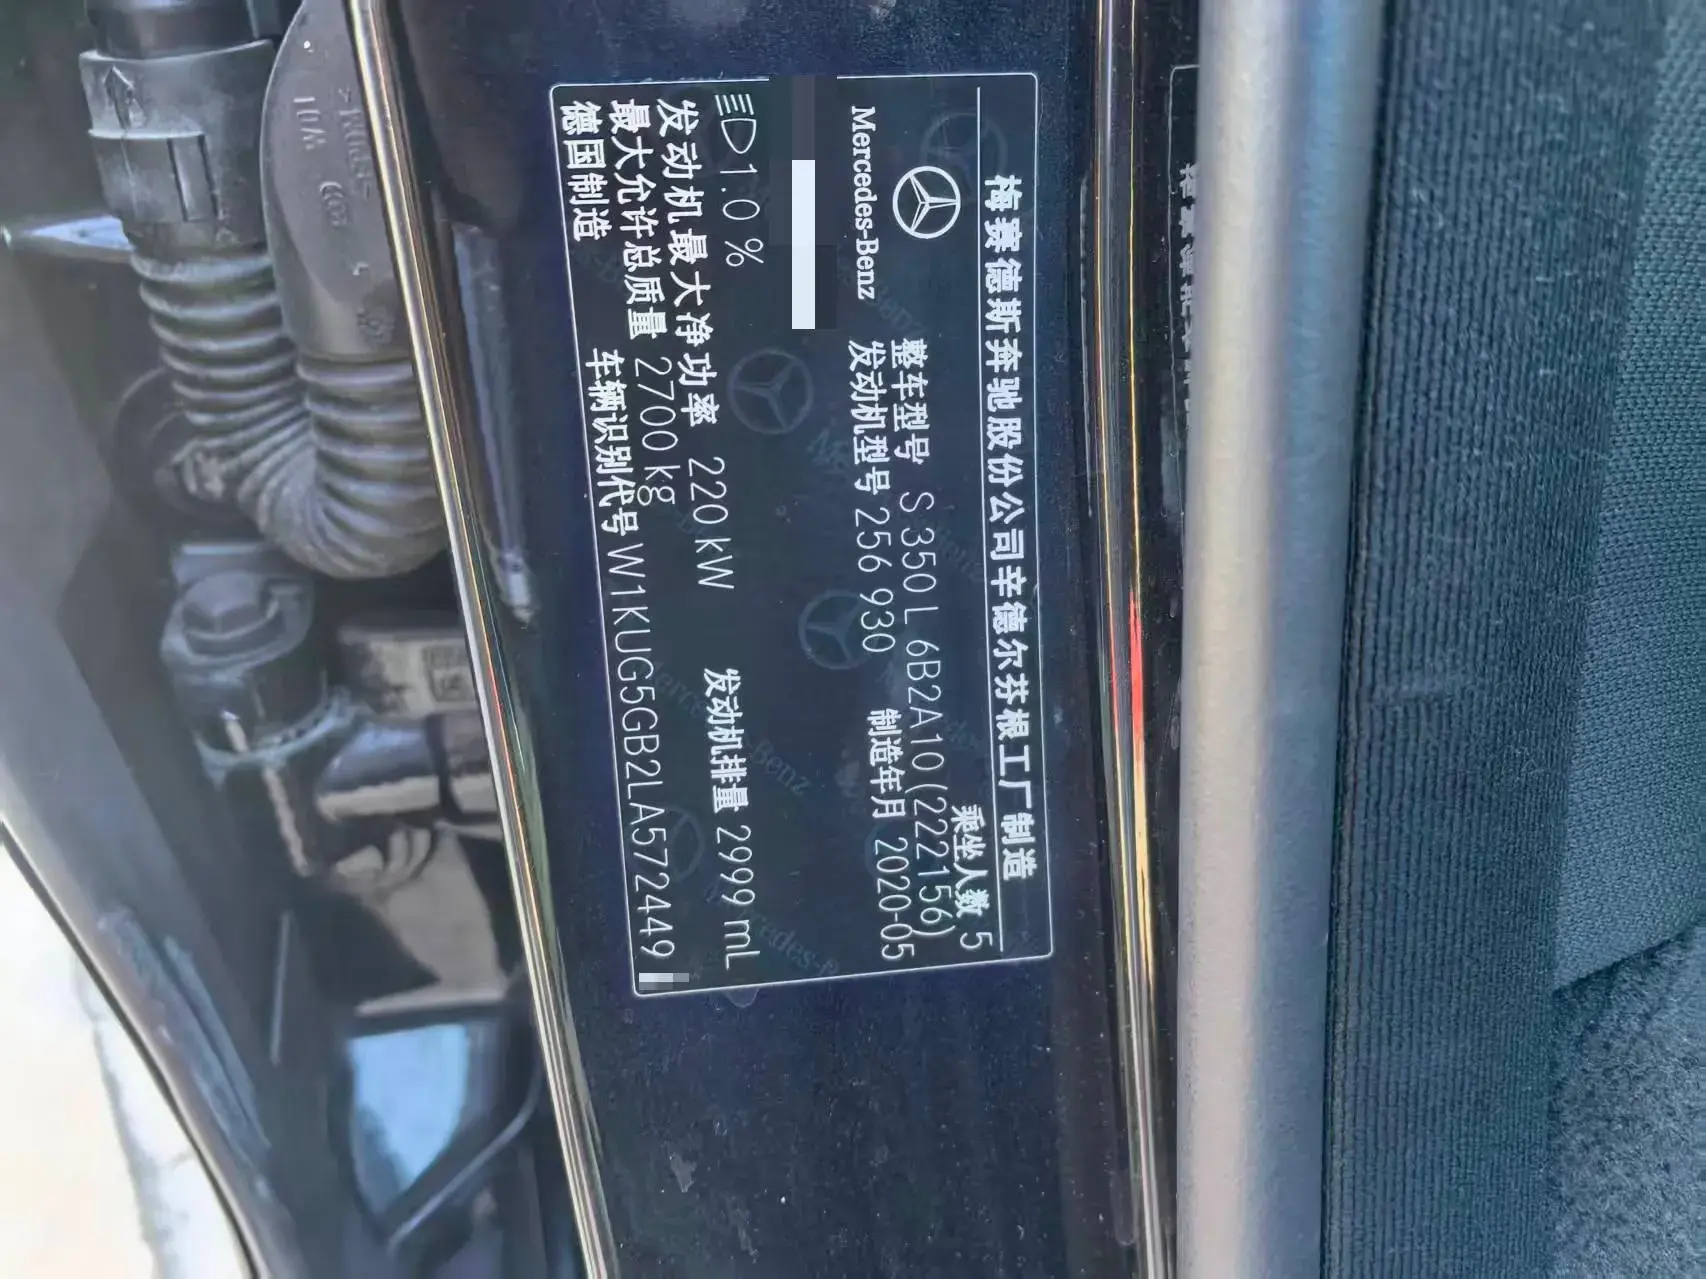 梅赛德斯奔驰股份公司辛德尔芬根工厂制造
乘坐人数 5
Mercedes-Benz
整车型号 S 350 L 6B2A10(222156)
发动机型号 256 930
制造年月 2020-05
1.0 %
发动机最大净功率 220 kW
发动机排量 2999 mL
最大允许总质量 2700 kg
德国制造
车辆识别代号 W1KUG5GB2LA572449